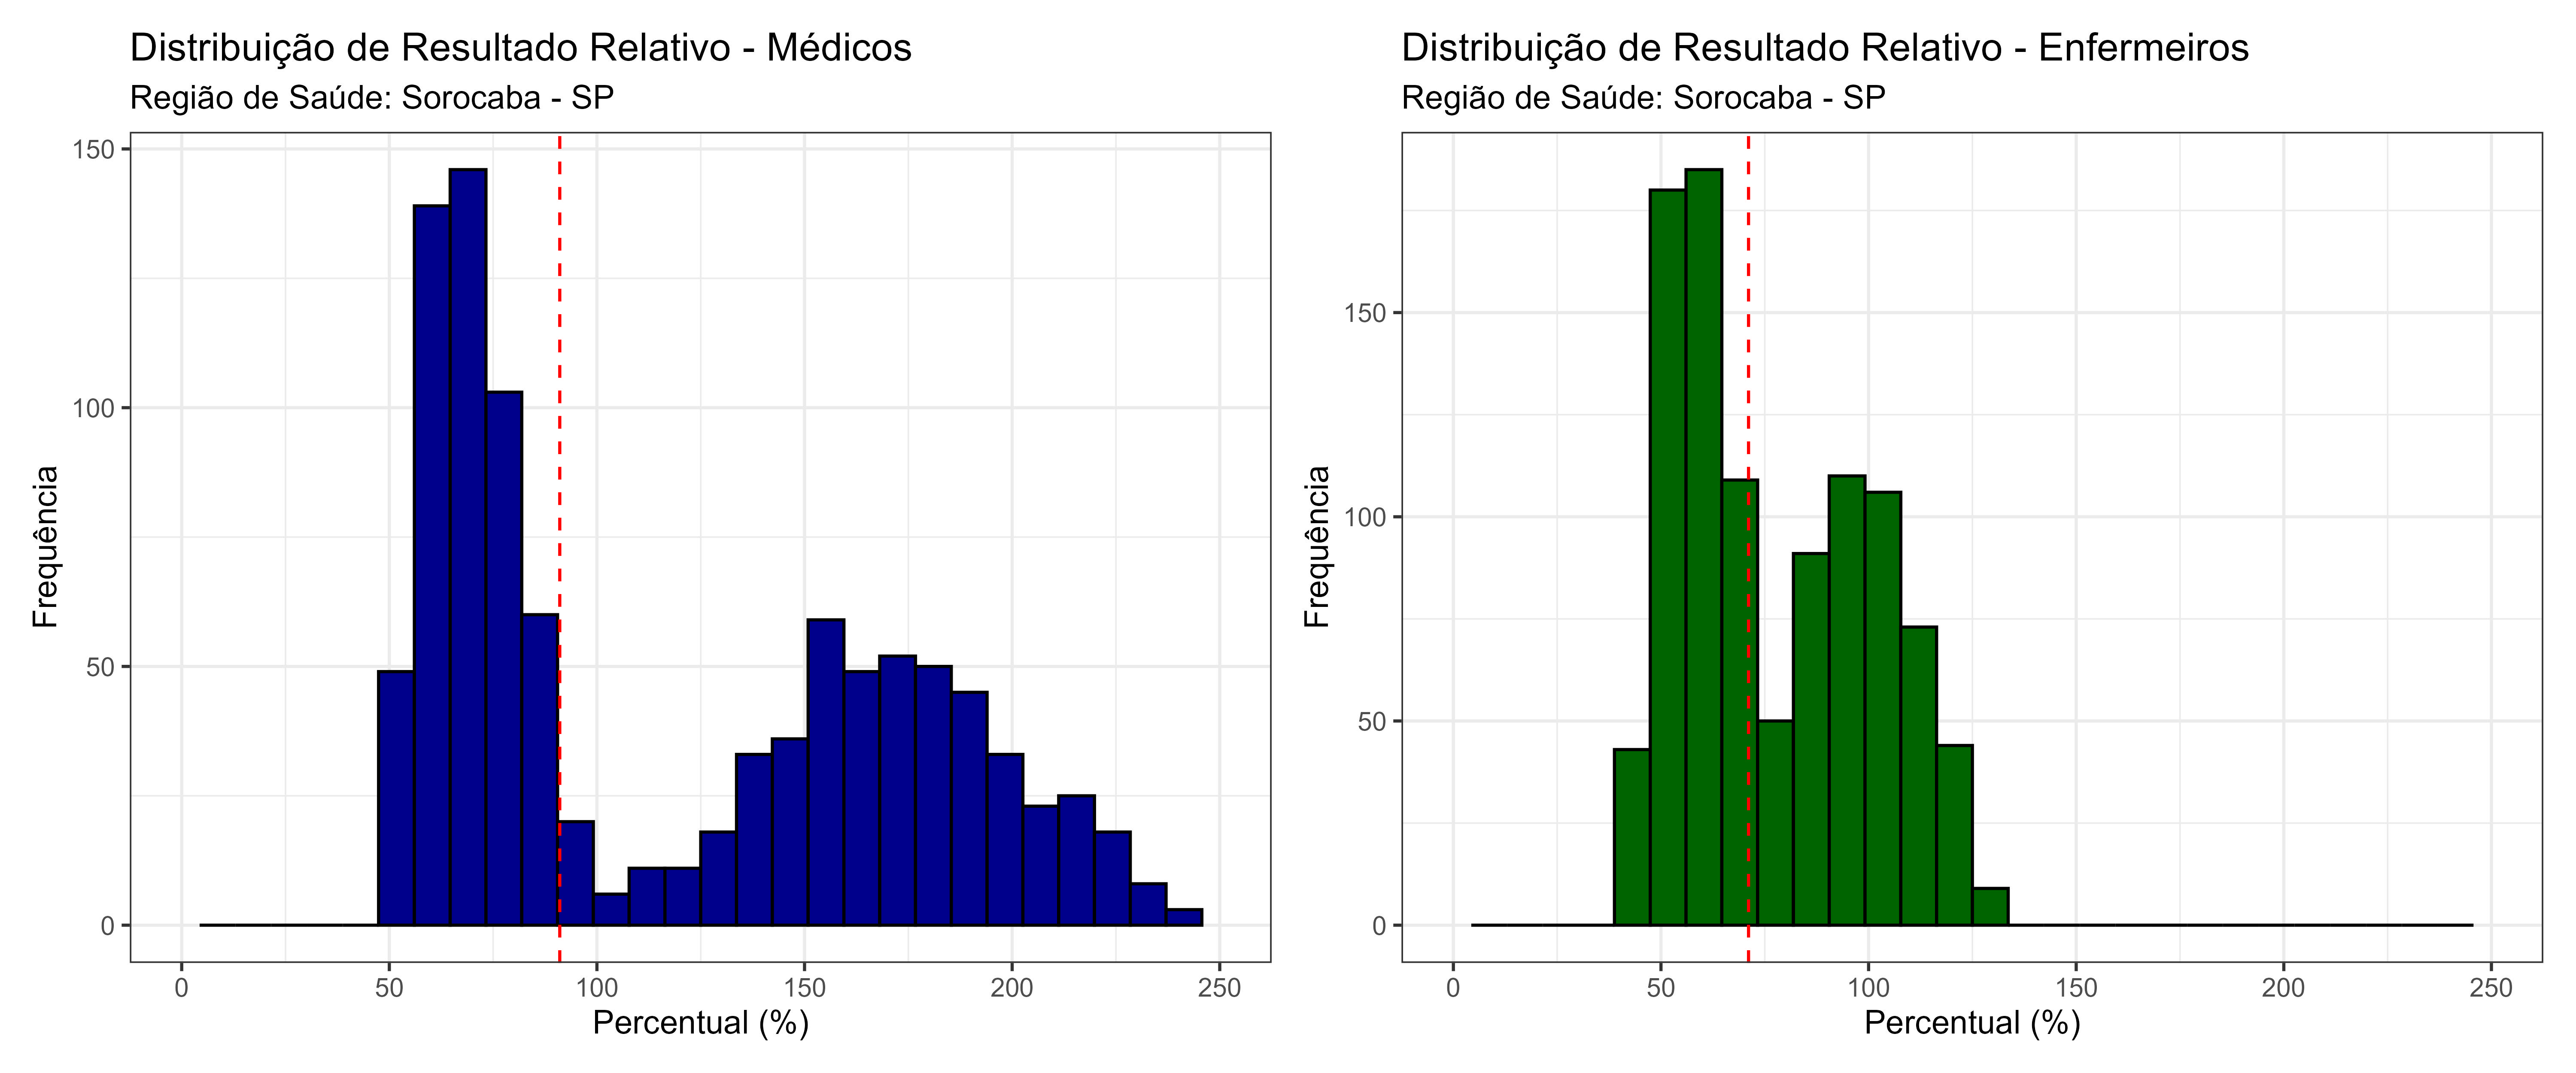 Distribuição de Resultado Relativo - Médicos
Região de Saúde: Sorocaba - SP
150
100
50
0
Frequência
0 50 100 150 200 250
Percentual (%)
Distribuição de Resultado Relativo - Enfermeiros
Região de Saúde: Sorocaba - SP
150
100
50
0
Frequência
0 50 100 150 200 250
Percentual (%)